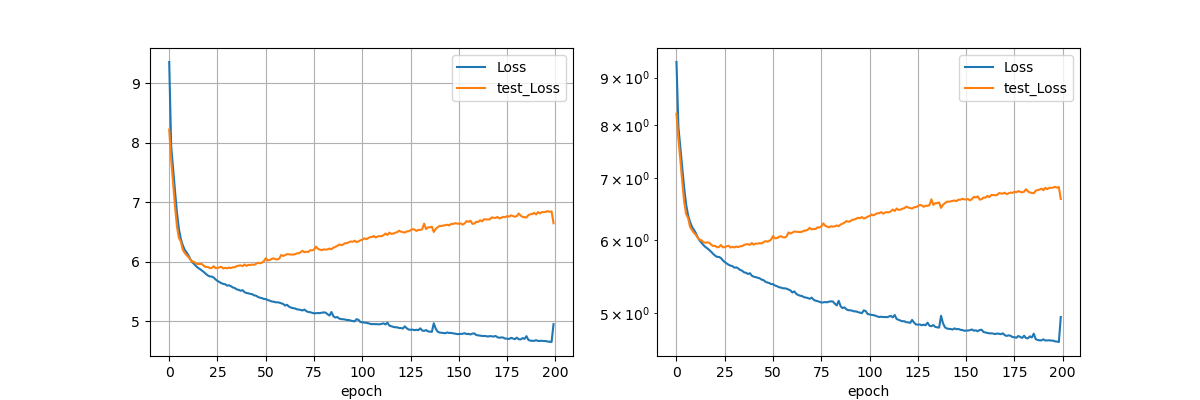 Loss
test_Loss
9
8
7
6
5
0 25 50 75 100 125 150 175 200
epoch
Loss
test_Loss
9 × 10⁰
8 × 10⁰
7 × 10⁰
6 × 10⁰
5 × 10⁰
0 25 50 75 100 125 150 175 200
epoch